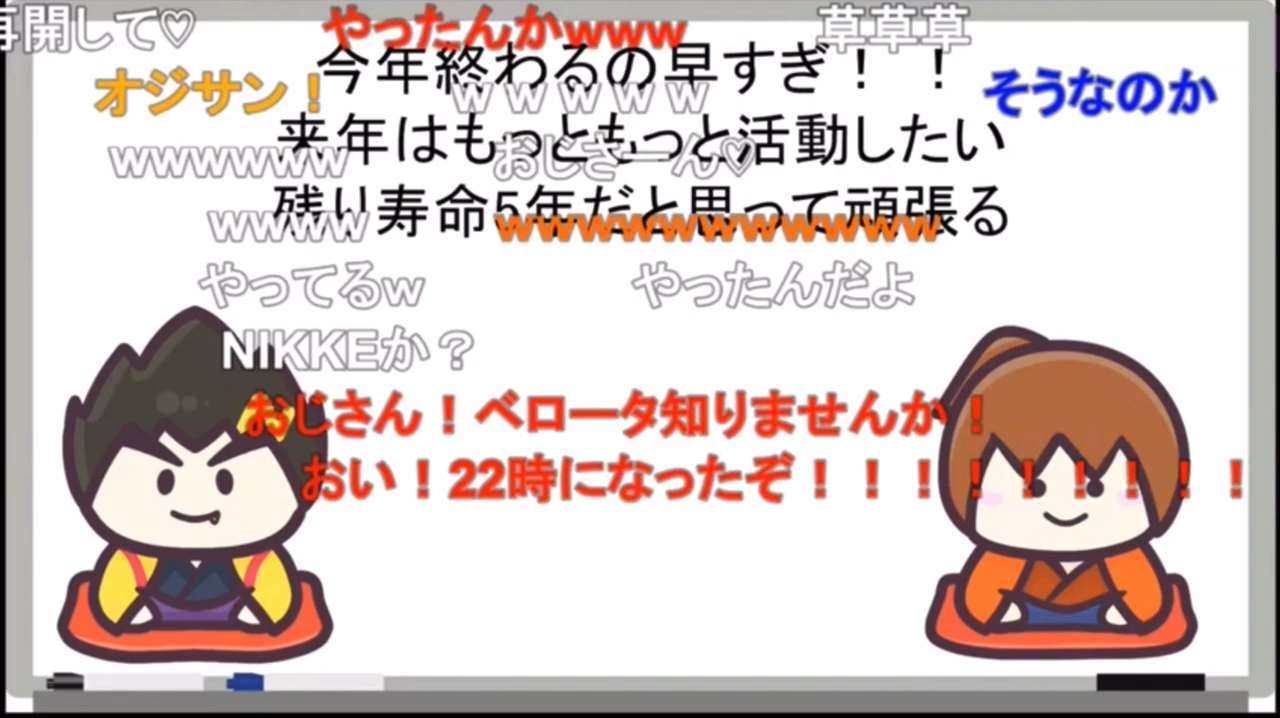 再開して♡
やったんかwww
草草草
今年終わるの早すぎ！！
オジサン！
wwwww
そうなのか
来年はもっともっと活動したい
wwwwwww
おじさーん♡
残り寿命5年だと思って頑張る
wwww
wwwwwwwwwww
やってるw
やったんだよ
NIKKEか？
おじさん！ベロータ知りませんか！
おい！22時になったぞ！！！！！！！！！